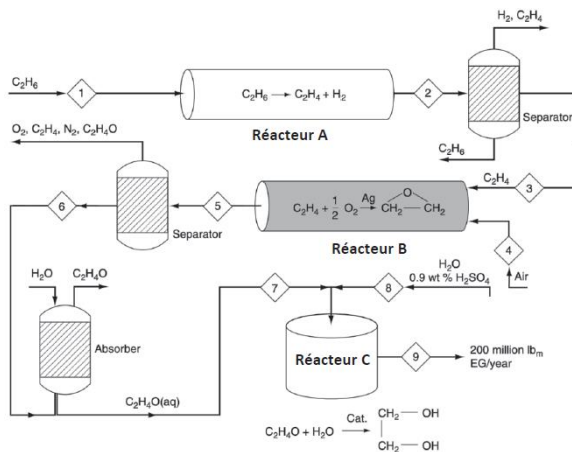 H₂, C₂H₄
C₂H₆
1
C₂H₆ → C₂H₄ + H₂
2
Réacteur A
Separator
O₂, C₂H₄, N₂, C₂H₄O
C₂H₆
C₂H₄
3
6
5
C₂H₄ + 1/2 O₂ Ag → O CH₂—CH₂
Separator
Réacteur B
4
Air
H₂O
C₂H₄O
7
8
H₂O
0.9 wt % H₂SO₄
Absorber
Réacteur C
9
200 million lbₘ
EG/year
C₂H₄O(aq)
C₂H₄O + H₂O Cat. →
CH₂—OH
CH₂—OH